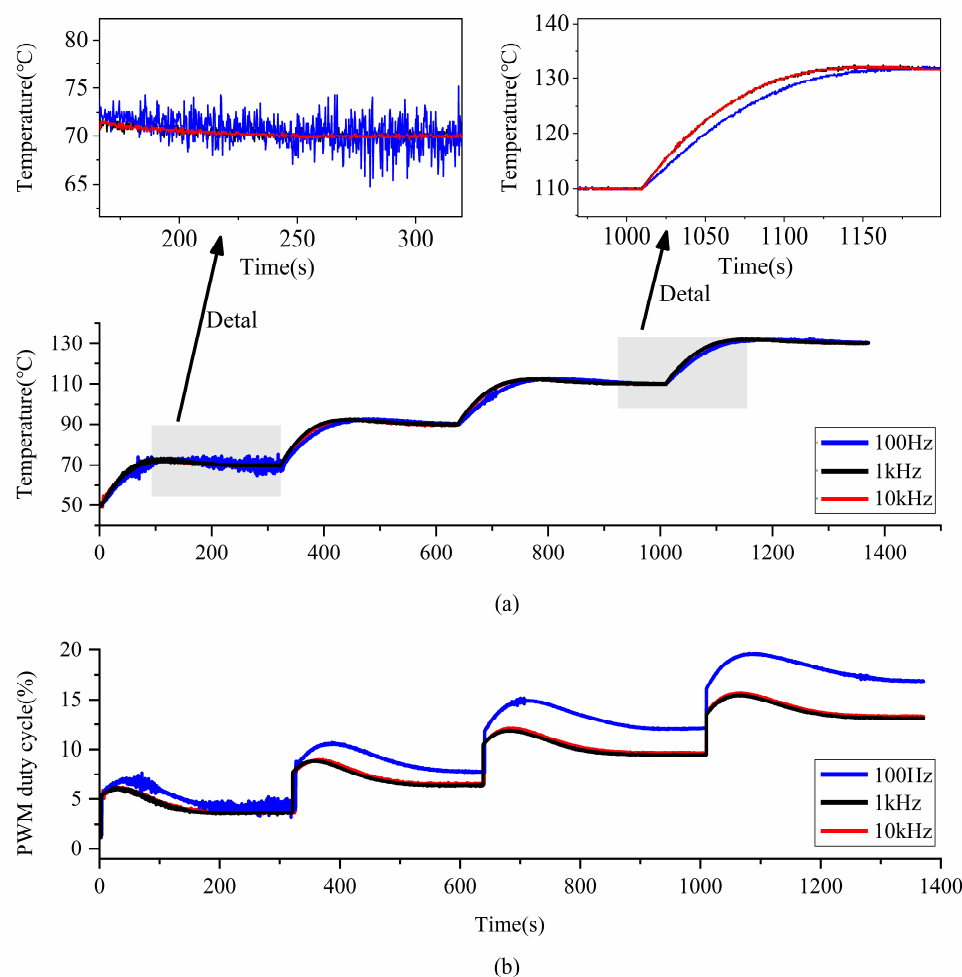 80
75
70
65
Temperature(℃)
200
250
300
Time(s)
140
130
120
110
Temperature(℃)
1000
1050
1100
1150
Time(s)
Detal
Detal
130
110
90
70
50
Temperature(℃)
100Hz
1kHz
10kHz
0
200
400
600
800
1000
1200
1400
(a)
20
15
10
5
0
PWM duty cycle(%)
100Hz
1kHz
10kHz
0
200
400
600
800
1000
1200
1400
Time(s)
(b)